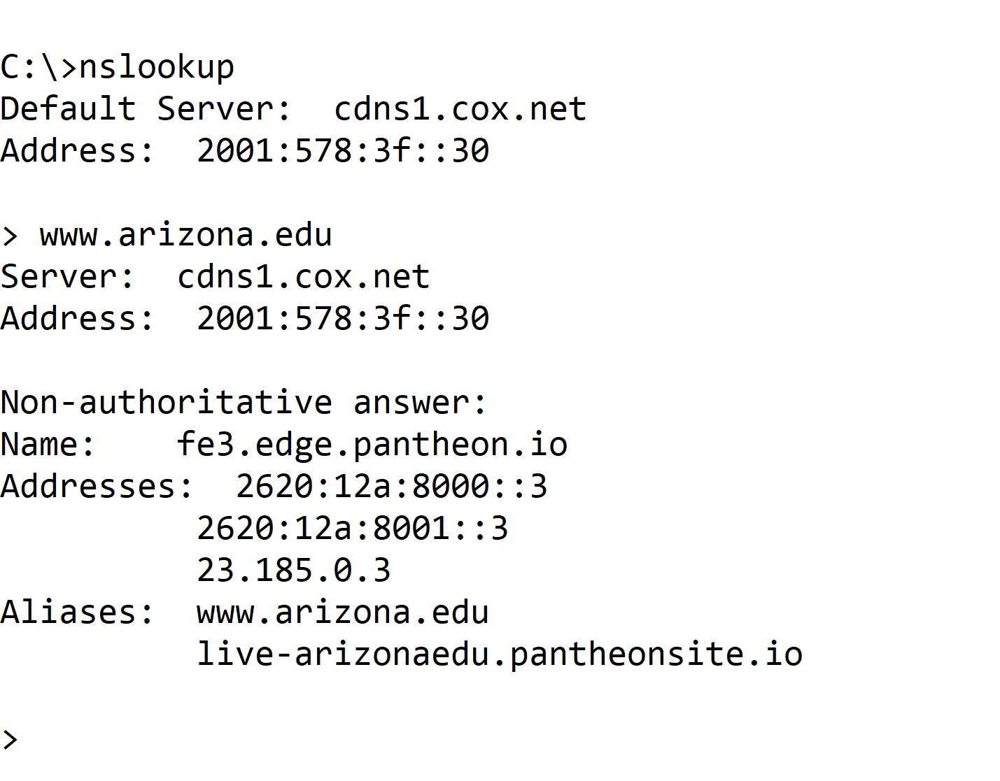 C:\>nslookup
Default Server:  cdns1.cox.net
Address:  2001:578:3f::30

> www.arizona.edu
Server:  cdns1.cox.net
Address:  2001:578:3f::30

Non-authoritative answer:
Name:    fe3.edge.pantheon.io
Addresses:  2620:12a:8000::3
          2620:12a:8001::3
          23.185.0.3
Aliases:  www.arizona.edu
          live-arizonaedu.pantheonsite.io

>